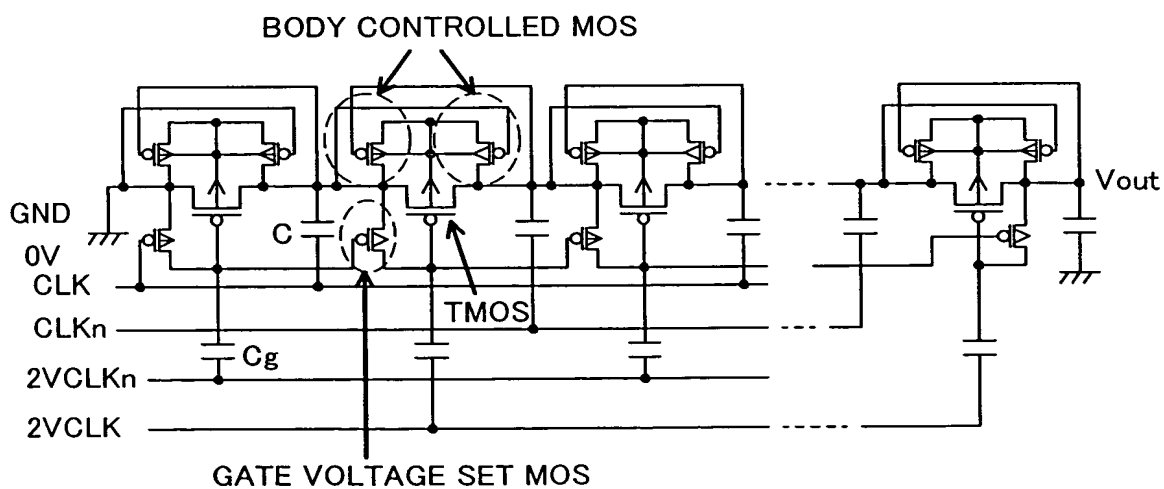 BODY CONTROLLED MOS
Vout
GND
0V
C
CLK
TMOS
CLKn
Cg
2VCLKn
2VCLK
GATE VOLTAGE SET MOS